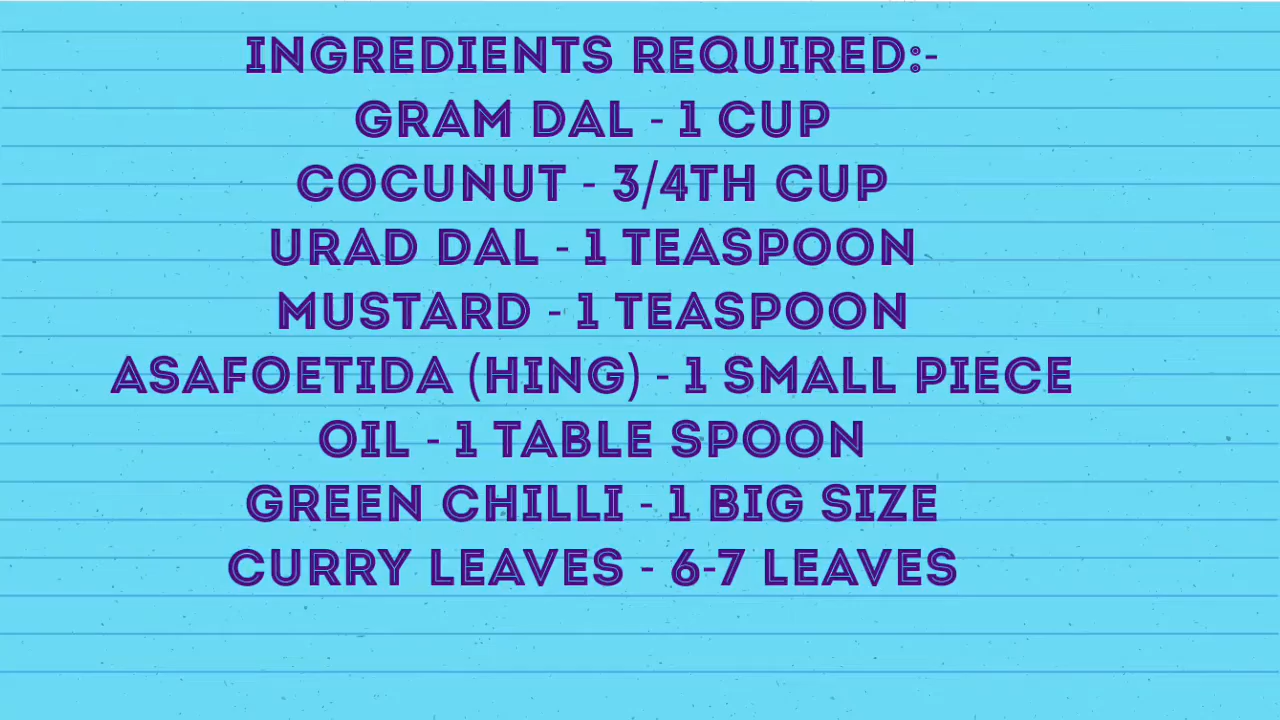 INGREDIENTS REQUIRED:-
GRAM DAL - 1 CUP
COCUNUT - 3/4TH CUP
URAD DAL - 1 TEASPOON
MUSTARD - 1 TEASPOON
ASAFOETIDA (HING) - 1 SMALL PIECE
OIL - 1 TABLE SPOON
GREEN CHILLI - 1 BIG SIZE
CURRY LEAVES - 6-7 LEAVES